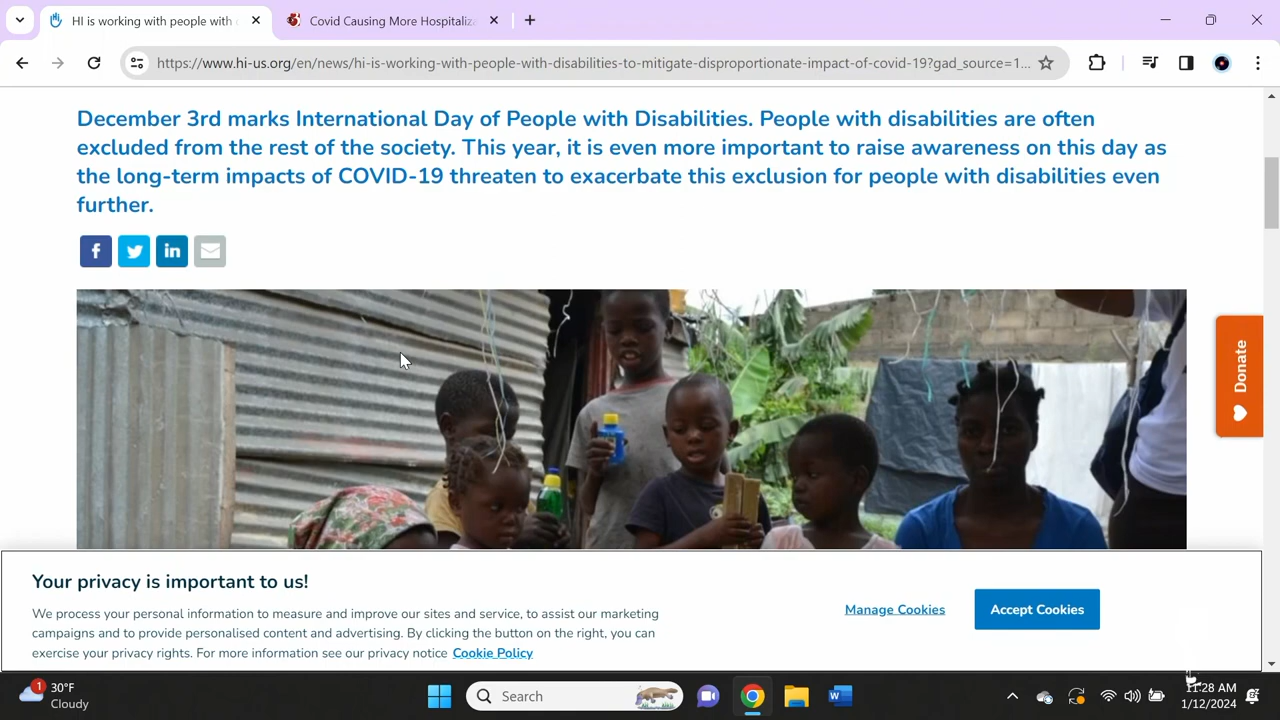 HI is working with people with
Covid Causing More Hospitaliz
https://www.hi-us.org/en/news/hi-is-working-with-people-with-disabilities-to-mitigate-disproportionate-impact-of-covid-19?gad_source=1...
December 3rd marks International Day of People with Disabilities. People with disabilities are often
excluded from the rest of the society. This year, it is even more important to raise awareness on this day as
the long-term impacts of COVID-19 threaten to exacerbate this exclusion for people with disabilities even
further.
Donate
Your privacy is important to us!
We process your personal information to measure and improve our sites and service, to assist our marketing
campaigns and to provide personalised content and advertising. By clicking the button on the right, you can
exercise your privacy rights. For more information see our privacy notice Cookie Policy
Manage Cookies
Accept Cookies
1
30°F
Cloudy
Search
11:28 AM
1/12/2024